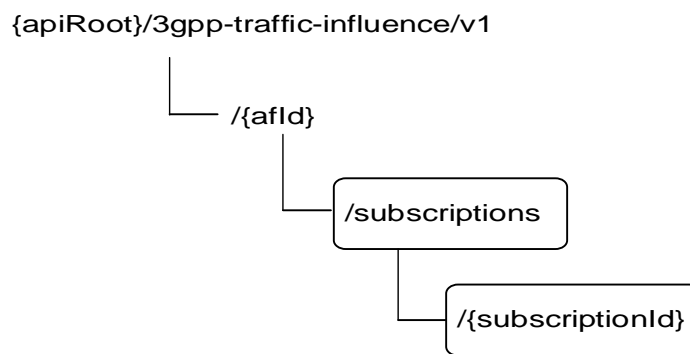 {apiRoot}/3gpp-traffic-influence/v1
/{afId}
/subscriptions
/{subscriptionId}